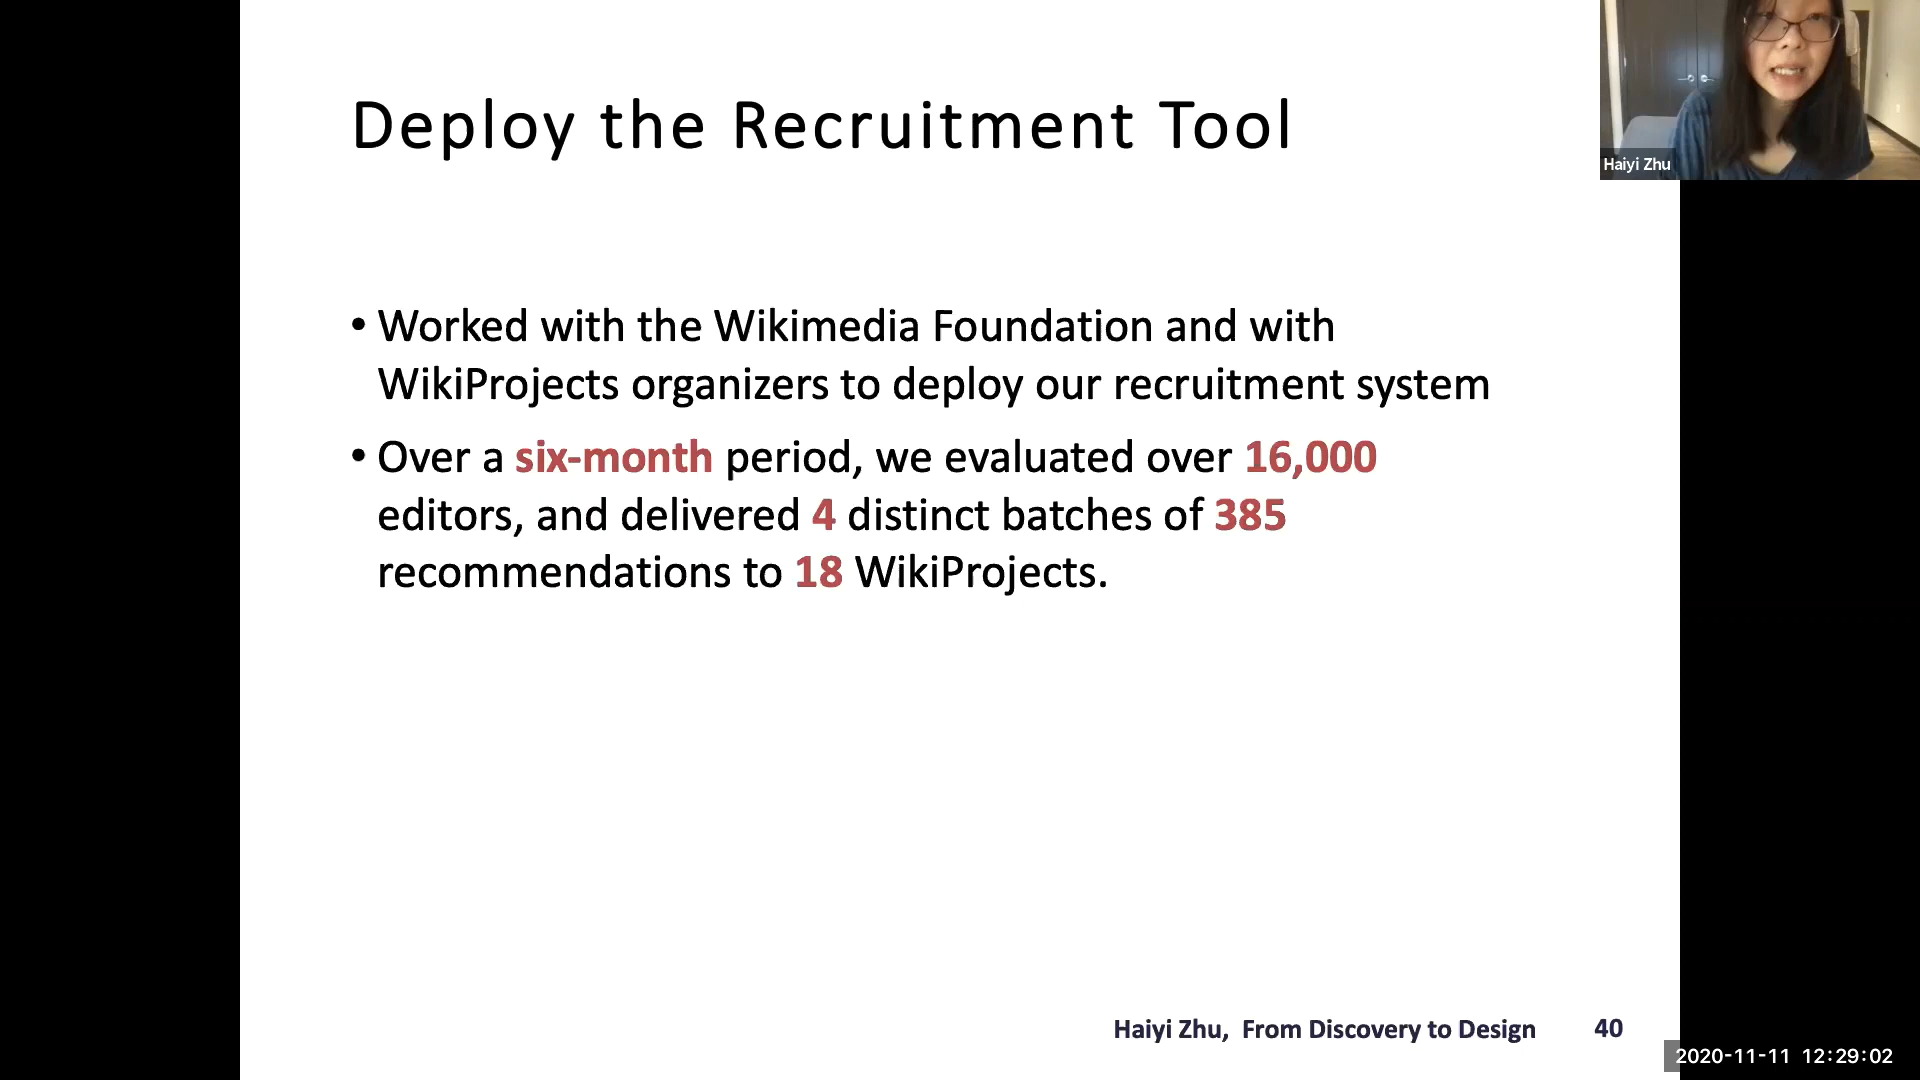 Deploy the Recruitment Tool
Haiyi Zhu
• Worked with the Wikimedia Foundation and with
WikiProjects organizers to deploy our recruitment system
• Over a six-month period, we evaluated over 16,000
editors, and delivered 4 distinct batches of 385
recommendations to 18 WikiProjects.
Haiyi Zhu, From Discovery to Design 40
2020-11-11 12:29:02